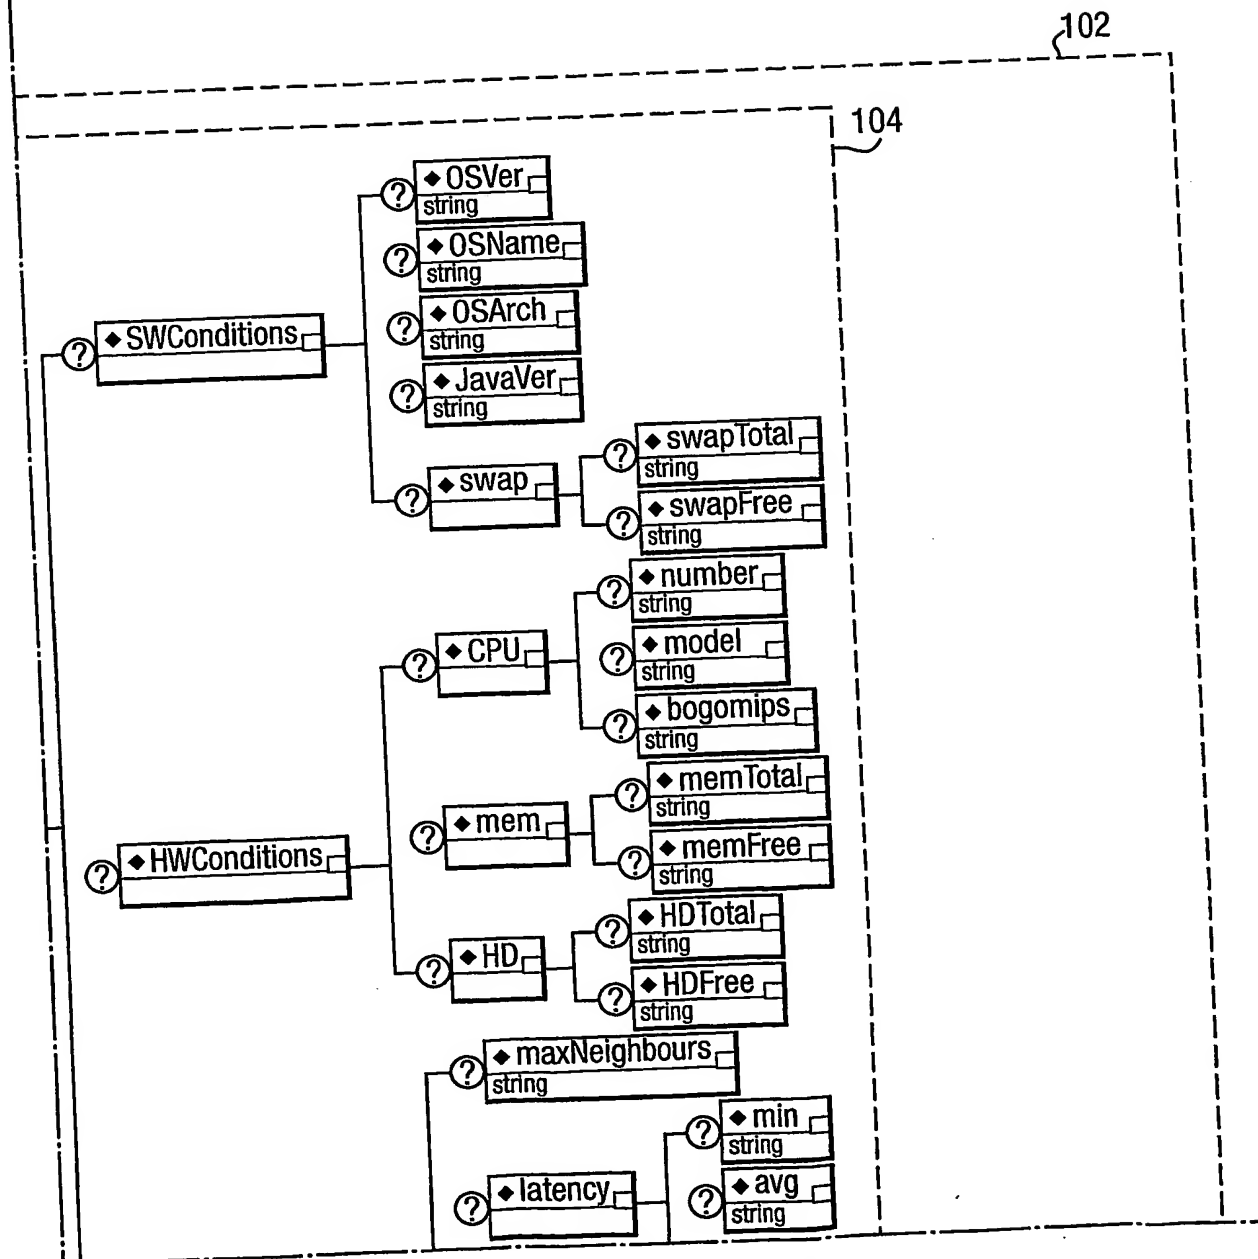 102
104
? ◆OSVer
string
? ◆OSName
string
? ◆SWConditions
? ◆OSArch
string
? ◆JavaVer
string
? ◆swap
? ◆swapTotal
string
? ◆swapFree
string
? ◆CPU
? ◆number
string
? ◆model
string
? ◆bogomips
string
? ◆HWConditions
? ◆mem
? ◆memTotal
string
? ◆memFree
string
? ◆HD
? ◆HDTotal
string
? ◆HDFree
string
? ◆maxNeighbours
string
? ◆latency
? ◆min
string
? ◆avg
string